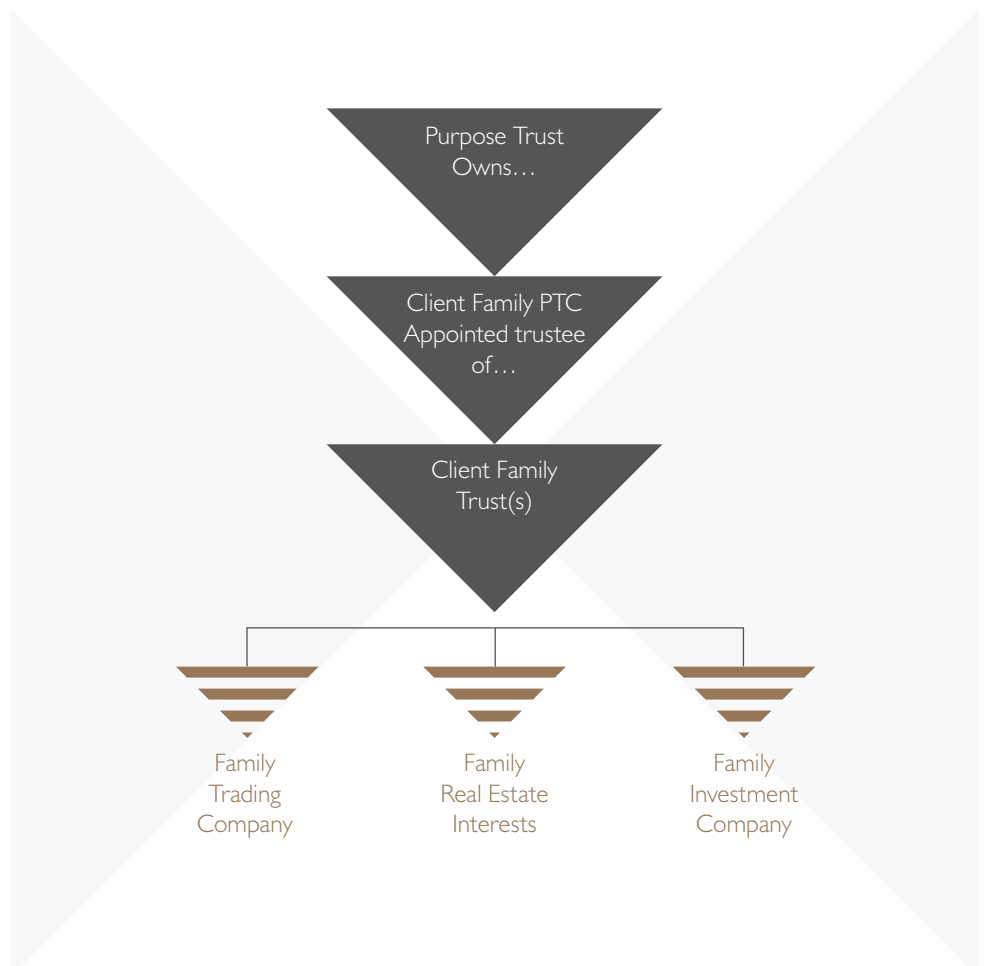 Purpose Trust
Owns…
Client Family PTC
Appointed trustee
of…
Client Family
Trust(s)
Family
Trading
Company
Family
Real Estate
Interests
Family
Investment
Company